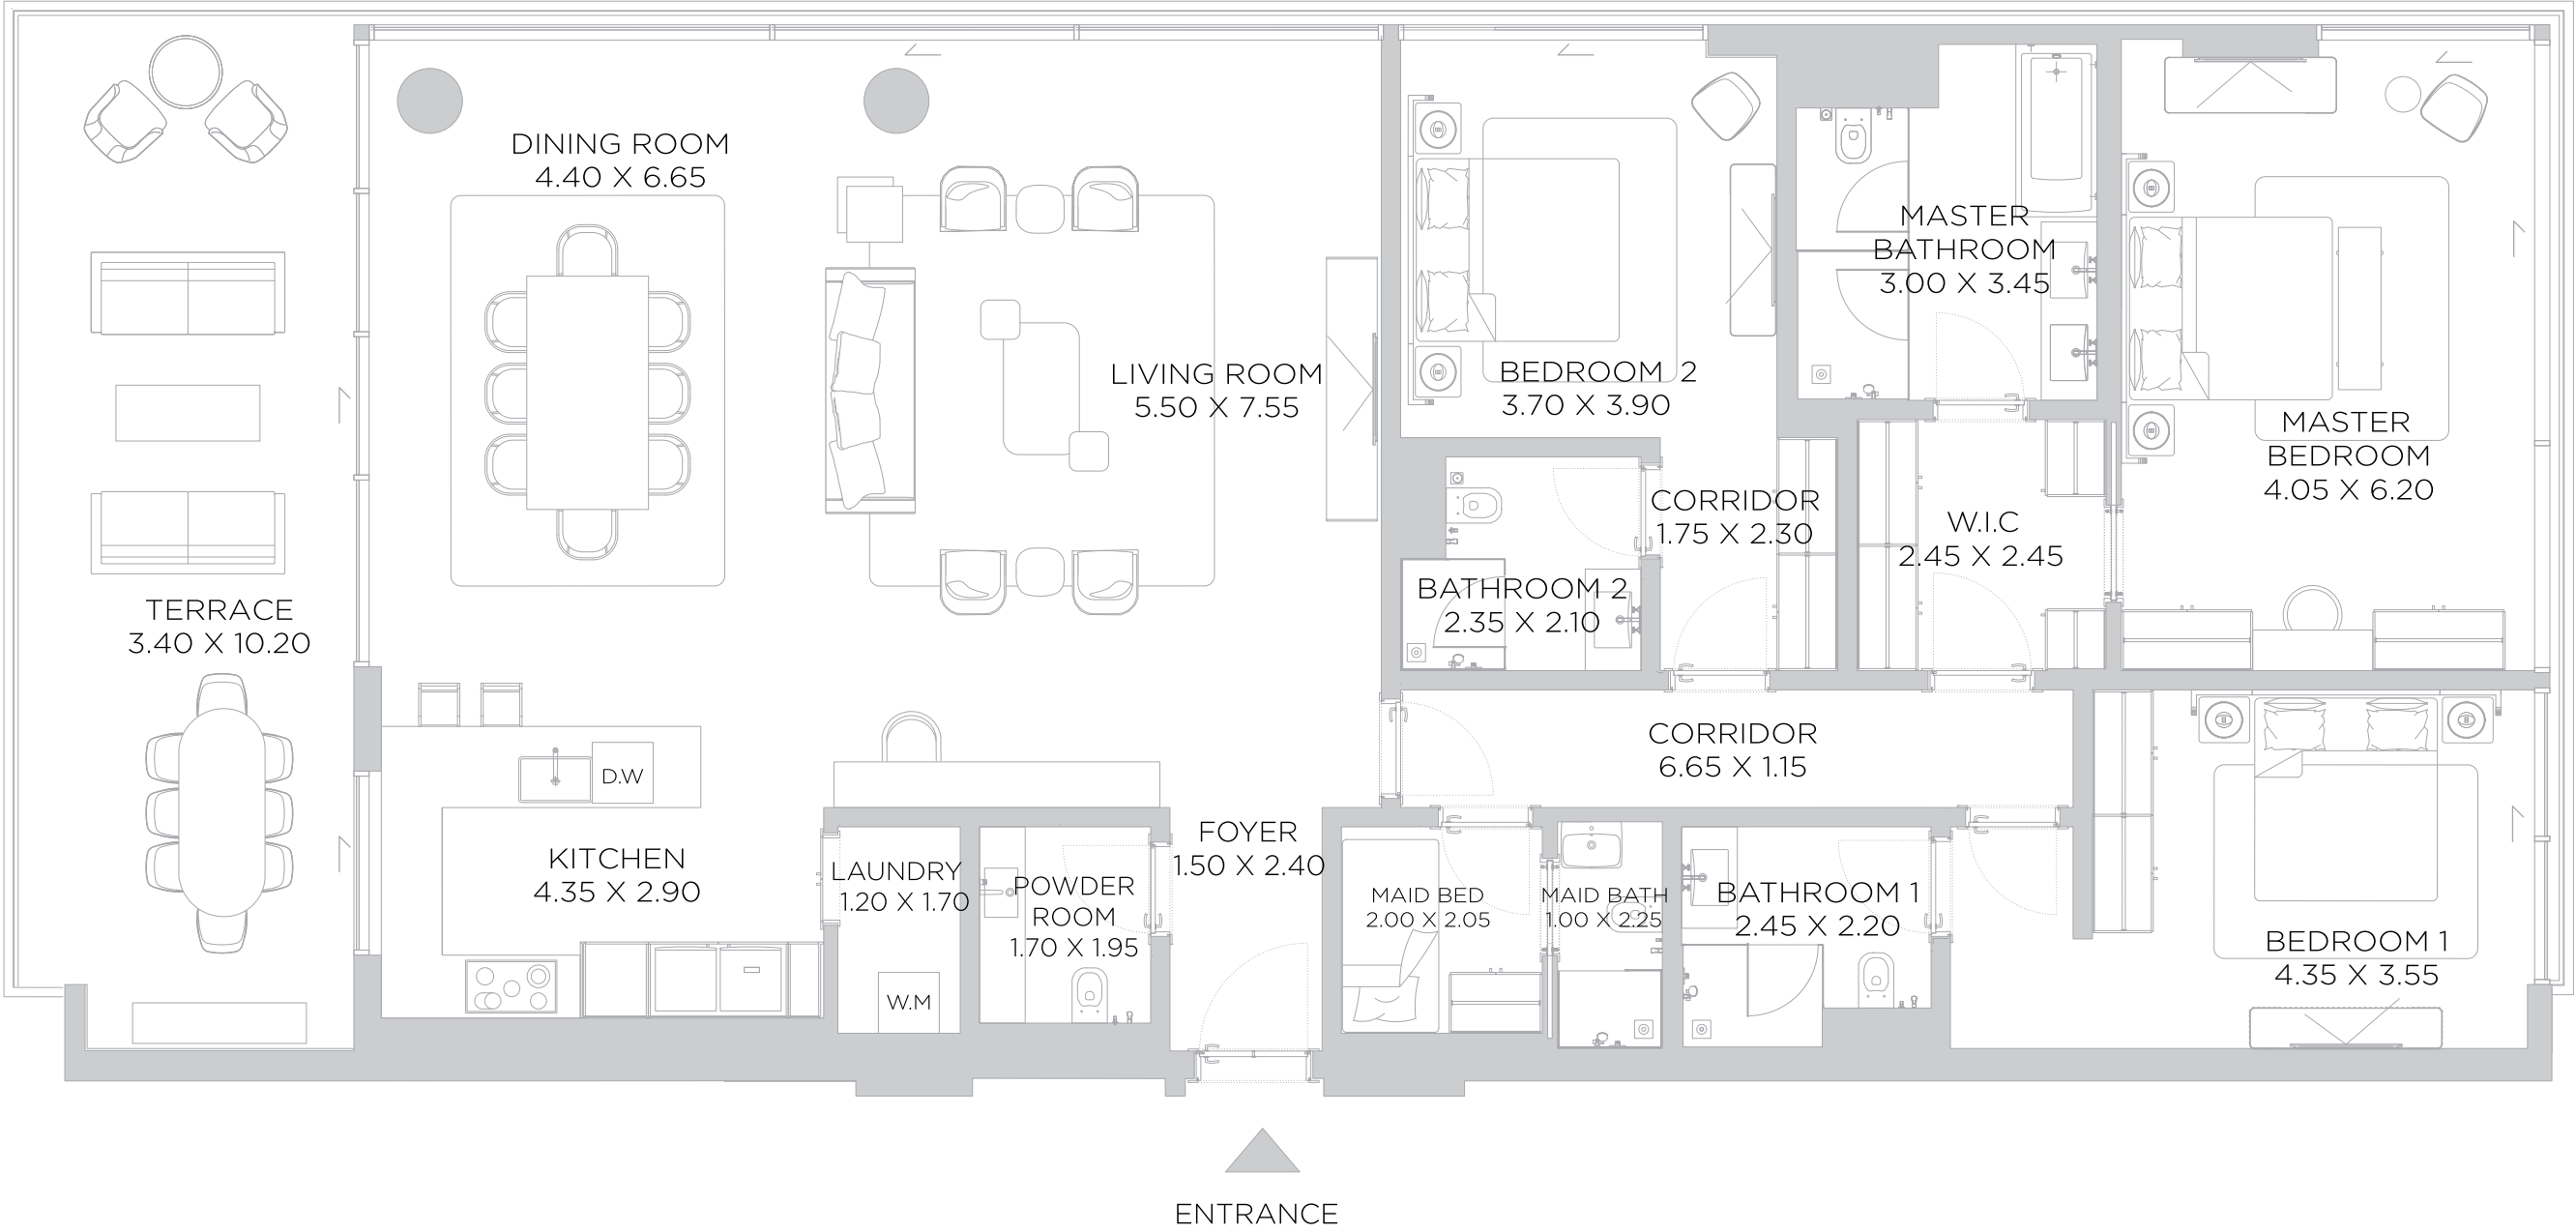 DINING ROOM
4.40 X 6.65
MASTER
BATHROOM
3.00 X 3.45
LIVING ROOM
5.50 X 7.55
BEDROOM 2
3.70 X 3.90
MASTER
BEDROOM
4.05 X 6.20
CORRIDOR
1.75 X 2.30
W.I.C
2.45 X 2.45
BATHROOM 2
2.35 X 2.10
TERRACE
3.40 X 10.20
CORRIDOR
6.65 X 1.15
D.W
FOYER
1.50 X 2.40
KITCHEN
4.35 X 2.90
LAUNDRY
1.20 X 1.70
POWDER
ROOM
1.70 X 1.95
MAID BED
2.00 X 2.05
MAID BATH
1.00 X 2.25
BATHROOM 1
2.45 X 2.20
BEDROOM 1
4.35 X 3.55
W.M
ENTRANCE